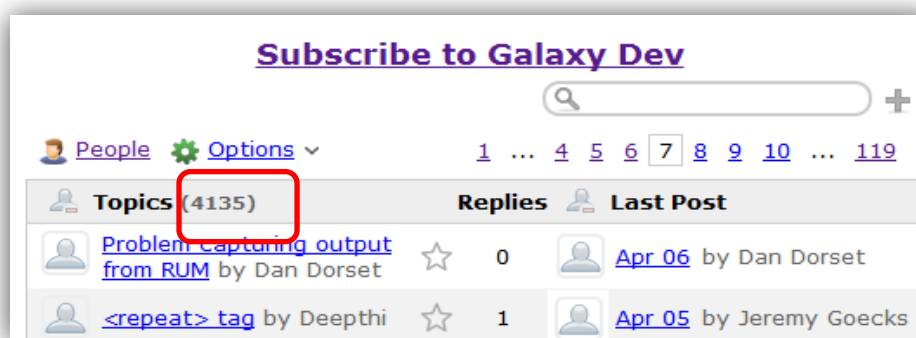 Subscribe to Galaxy Dev
People Options 1 ... 4 5 6 7 8 9 10 ... 119
Topics (4135) Replies Last Post
Problem Capturing output
from RUM by Dan Dorset 0 Apr 06 by Dan Dorset
<repeat> tag by Deepthi 1 Apr 05 by Jeremy Goecks